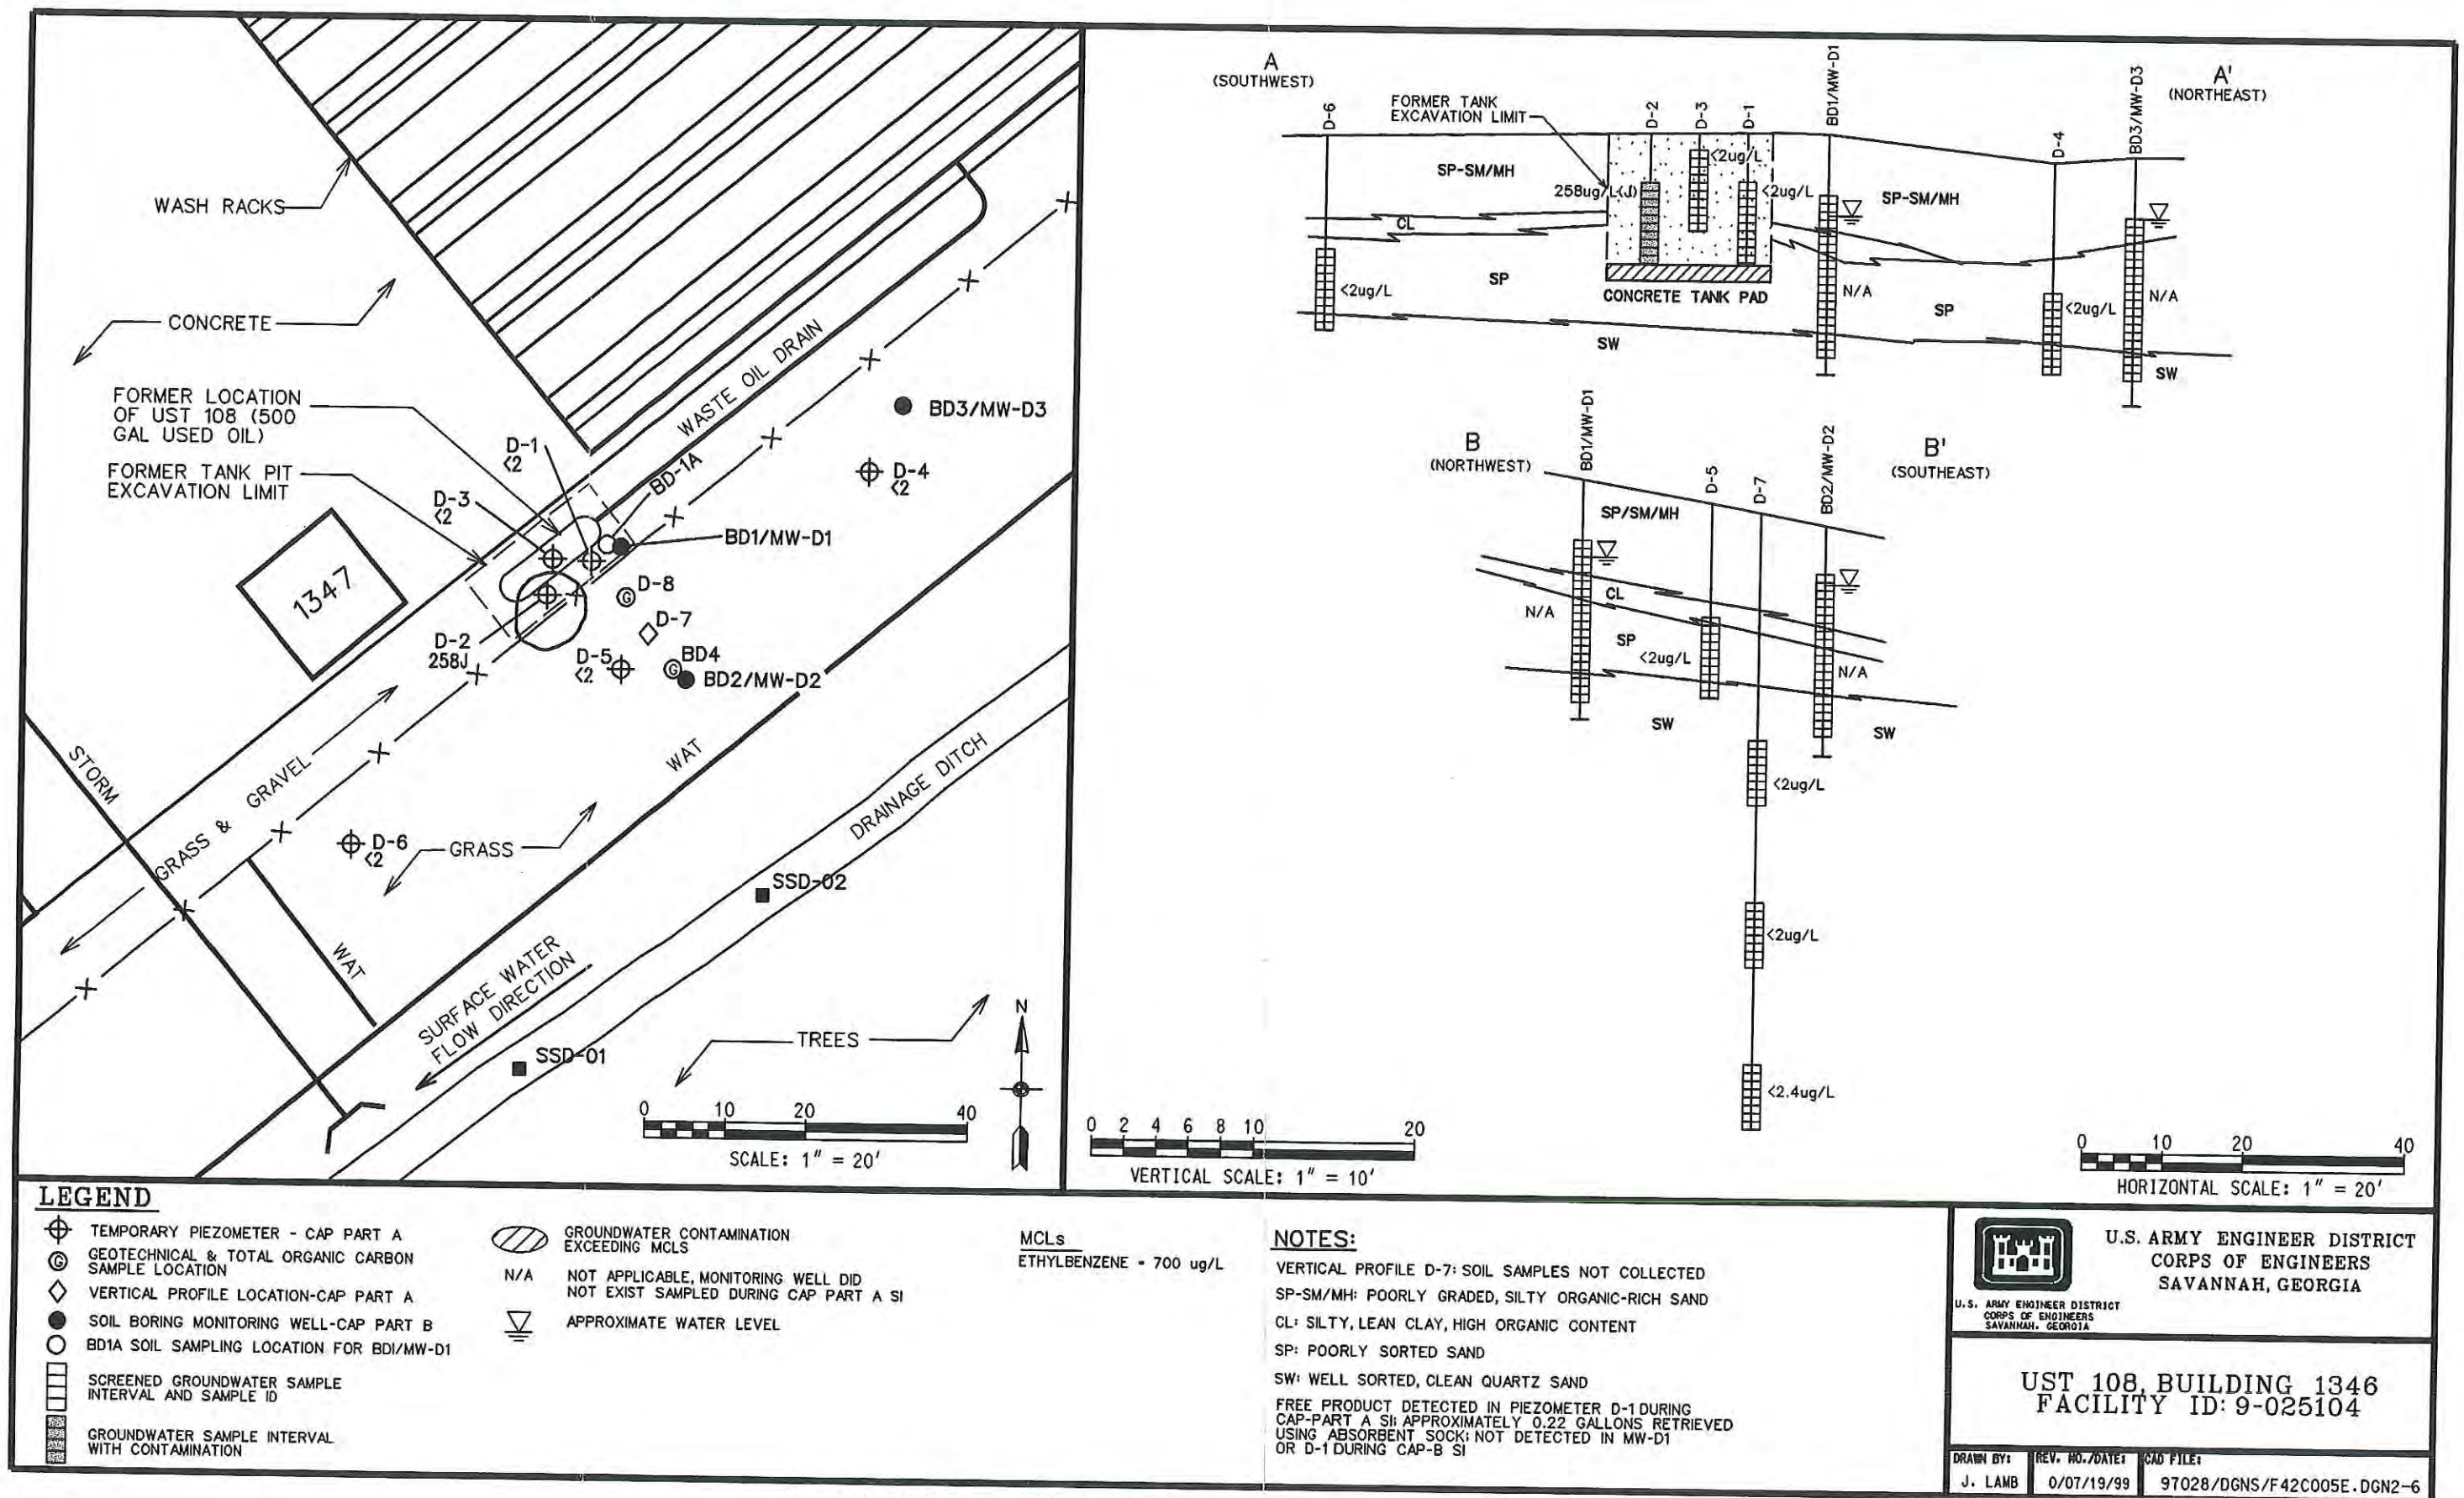 WASH RACKS
CONCRETE
FORMER LOCATION
OF UST 108 (500
GAL USED OIL)
FORMER TANK PIT
EXCAVATION LIMIT
1347
WASTE OIL DRAIN
D-1
<2
BD-1A
D-3
<2
BD3/MW-D3
D-4
<2
BD1/MW-D1
D-8
G
D-7
D-2
258J
D-5
<2
BD4
G
BD2/MW-D2
STORM
GRASS & GRAVEL
WAT
DRAINAGE DITCH
D-6
<2
GRASS
SSD-02
WAT
SURFACE WATER
FLOW DIRECTION
SSD-01
TREES
N
0 10 20 40
SCALE: 1" = 20'
A
(SOUTHWEST)
A'
(NORTHEAST)
FORMER TANK
EXCAVATION LIMIT
D-6
D-2
D-3
D-1
BD1/MW-D1
D-4
BD3/MW-D3
SP-SM/MH
<2ug/L
258ug/L(J)
<2ug/L
SP-SM/MH
CL
SP
<2ug/L
CONCRETE TANK PAD
N/A
SP
<2ug/L
N/A
SW
SW
B
(NORTHWEST)
B'
(SOUTHEAST)
BD1/MW-D1
D-5
D-7
BD2/MW-D2
SP/SM/MH
CL
N/A
SP
<2ug/L
N/A
SW
SW
<2ug/L
<2ug/L
<2.4ug/L
0 2 4 6 8 10 20
VERTICAL SCALE: 1" = 10'
0 10 20 40
HORIZONTAL SCALE: 1" = 20'
LEGEND
TEMPORARY PIEZOMETER - CAP PART A
G
GEOTECHNICAL & TOTAL ORGANIC CARBON
SAMPLE LOCATION
VERTICAL PROFILE LOCATION-CAP PART A
SOIL BORING MONITORING WELL-CAP PART B
BD1A SOIL SAMPLING LOCATION FOR BD1/MW-D1
SCREENED GROUNDWATER SAMPLE
INTERVAL AND SAMPLE ID
GROUNDWATER SAMPLE INTERVAL
WITH CONTAMINATION
GROUNDWATER CONTAMINATION
EXCEEDING MCLS
N/A NOT APPLICABLE, MONITORING WELL DID
NOT EXIST SAMPLED DURING CAP PART A SI
APPROXIMATE WATER LEVEL
MCLs
ETHYLBENZENE = 700 ug/L
NOTES:
VERTICAL PROFILE D-7: SOIL SAMPLES NOT COLLECTED
SP-SM/MH: POORLY GRADED, SILTY ORGANIC-RICH SAND
CL: SILTY, LEAN CLAY, HIGH ORGANIC CONTENT
SP: POORLY SORTED SAND
SW: WELL SORTED, CLEAN QUARTZ SAND
FREE PRODUCT DETECTED IN PIEZOMETER D-1 DURING
CAP-PART A SI; APPROXIMATELY 0.22 GALLONS RETRIEVED
USING ABSORBENT SOCK; NOT DETECTED IN MW-D1
OR D-1 DURING CAP-B SI
U.S. ARMY ENGINEER DISTRICT
CORPS OF ENGINEERS
SAVANNAH, GEORGIA
U.S. ARMY ENGINEER DISTRICT
CORPS OF ENGINEERS
SAVANNAH, GEORGIA
UST 108, BUILDING 1346
FACILITY ID: 9-025104
DRAWN BY:
J. LAMB
REV. NO./DATE:
0/07/19/99
CAD FILE:
97028/DGNS/F42C005E.DGN2-6